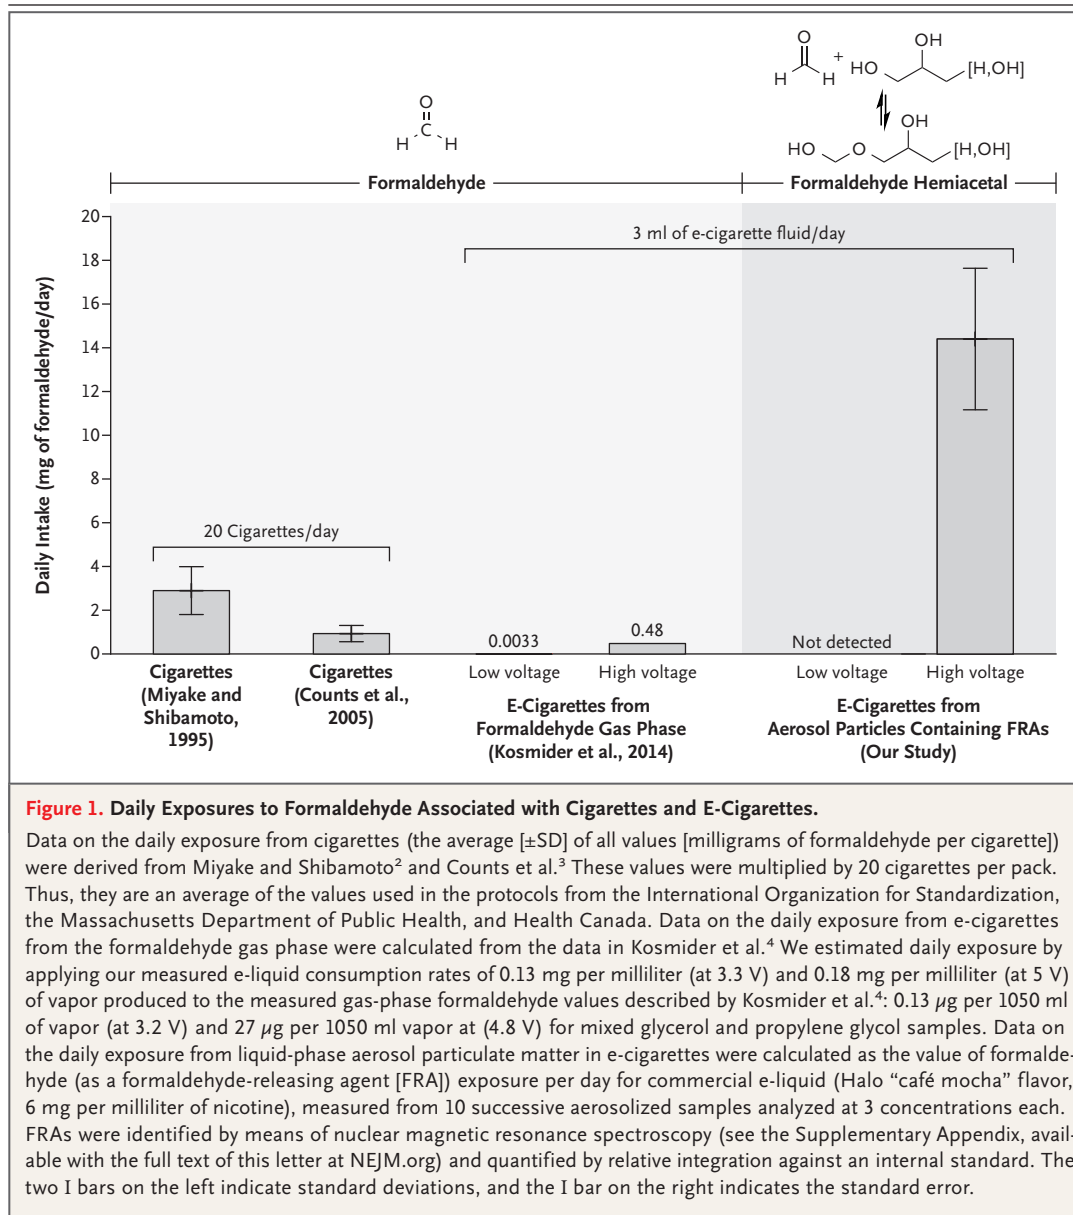 O
H H
+
OH
HO [H,OH]
O
C
H H
OH
HO O [H,OH]
Formaldehyde
Formaldehyde Hemiacetal
Daily Intake (mg of formaldehyde/day)
20
18
16
14
12
10
8
6
4
2
0
3 ml of e-cigarette fluid/day
20 Cigarettes/day
0.0033
0.48
Not detected
Cigarettes
(Miyake and
Shibamoto,
1995)
Cigarettes
(Counts et al.,
2005)
Low voltage High voltage
E-Cigarettes from
Formaldehyde Gas Phase
(Kosmider et al., 2014)
Low voltage High voltage
E-Cigarettes from
Aerosol Particles Containing FRAs
(Our Study)
Figure 1. Daily Exposures to Formaldehyde Associated with Cigarettes and E-Cigarettes.
Data on the daily exposure from cigarettes (the average [±SD] of all values [milligrams of formaldehyde per cigarette])
were derived from Miyake and Shibamoto² and Counts et al.³ These values were multiplied by 20 cigarettes per pack.
Thus, they are an average of the values used in the protocols from the International Organization for Standardization,
the Massachusetts Department of Public Health, and Health Canada. Data on the daily exposure from e-cigarettes
from the formaldehyde gas phase were calculated from the data in Kosmider et al.⁴ We estimated daily exposure by
applying our measured e-liquid consumption rates of 0.13 mg per milliliter (at 3.3 V) and 0.18 mg per milliliter (at 5 V)
of vapor produced to the measured gas-phase formaldehyde values described by Kosmider et al.⁴: 0.13 µg per 1050 ml
of vapor (at 3.2 V) and 27 µg per 1050 ml vapor at (4.8 V) for mixed glycerol and propylene glycol samples. Data on
the daily exposure from liquid-phase aerosol particulate matter in e-cigarettes were calculated as the value of formalde-
hyde (as a formaldehyde-releasing agent [FRA]) exposure per day for commercial e-liquid (Halo “café mocha” flavor,
6 mg per milliliter of nicotine), measured from 10 successive aerosolized samples analyzed at 3 concentrations each.
FRAs were identified by means of nuclear magnetic resonance spectroscopy (see the Supplementary Appendix, avail-
able with the full text of this letter at NEJM.org) and quantified by relative integration against an internal standard. The
two I bars on the left indicate standard deviations, and the I bar on the right indicates the standard error.